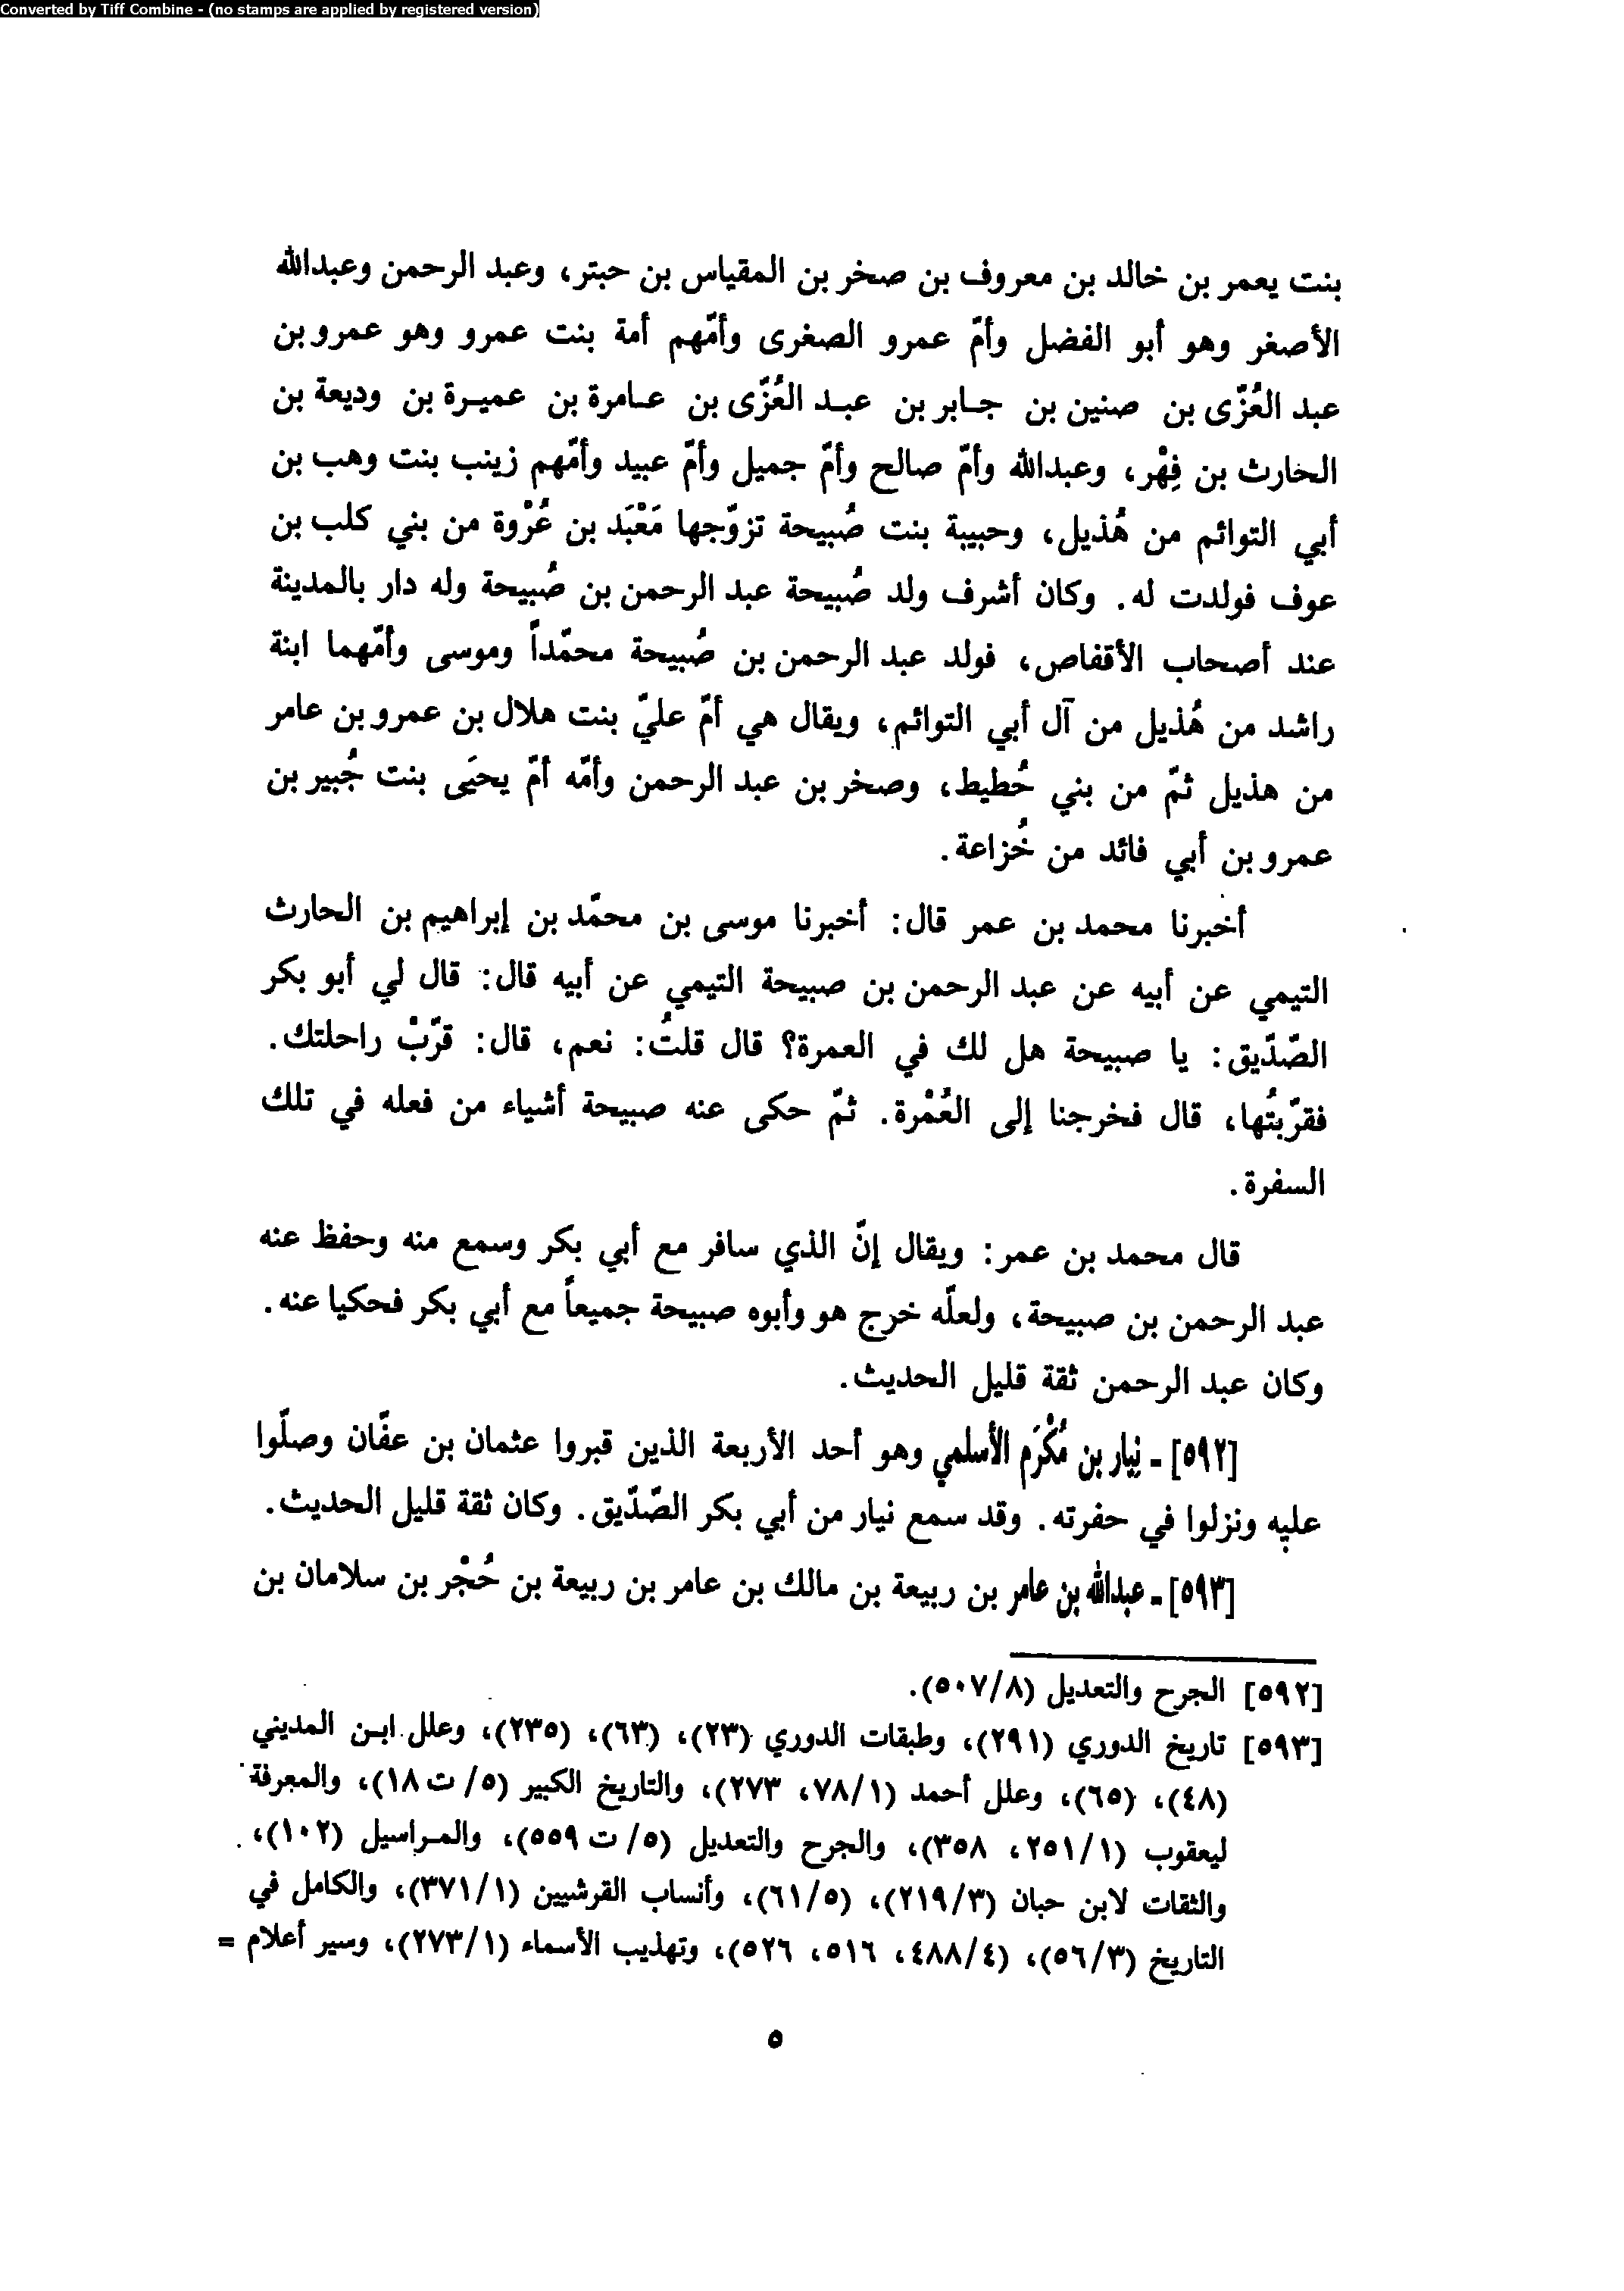 Converted by Tiff Combine - (no stamps are applied by registered version)
بنت يعمر بن خالد بن معروف بن صخر بن المقياس بن حبتر، وعبد الرحمن وعبدالله
الأصغر وهو أبو الفضل وأمّ عمرو الصغرى وأمّهم أمة بنت عمرو وهو عمرو بن
عبد العُزّى بن صنين بن جابر بن عبد العُزّى بن عامرة بن عميرة بن وديعة بن
الحارث بن فِهْر، وعبدالله وأمّ صالح وأمّ جميل وأمّ عبيد وأمّهم زينب بنت وهب بن
أبي التوائم من هُذيل، وحبيبة بنت صُبيحة تزوّجها مَعْبَد بن عُرْوة من بني كلب بن
عوف فولدت له. وكان أشرف ولد صُبيحة عبد الرحمن بن صُبيحة وله دار بالمدينة
عند أصحاب الأقفاص، فولد عبد الرحمن بن صُبيحة محمّداً وموسى وأمّهما ابنة
راشد من هُذيل من آل أبي التوائم، ويقال هي أمّ عليّ بنت هلال بن عمرو بن عامر
من هذيل ثمّ من بني حُطيط، وصخر بن عبد الرحمن وأمّه أمّ يحيَى بنت جُبير بن
عمرو بن أبي فائد من خُزاعة.
أخبرنا محمد بن عمر قال: أخبرنا موسى بن محمّد بن إبراهيم بن الحارث
التيمي عن أبيه عن عبد الرحمن بن صبيحة التيمي عن أبيه قال: قال لي أبو بكر
الصّدّيق: يا صبيحة هل لك في العمرة؟ قال قلتُ: نعم، قال: قرّبْ راحلتك.
فقرّبتُها، قال فخرجنا إلى العُمْرة. ثمّ حكى عنه صبيحة أشياء من فعله في تلك
السفرة.
قال محمد بن عمر: ويقال إنّ الذي سافر مع أبي بكر وسمع منه وحفظ عنه
عبد الرحمن بن صبيحة، ولعلّه خرج هو وأبوه صبيحة جميعاً مع أبي بكر فحكيا عنه.
وكان عبد الرحمن ثقة قليل الحديث.
[٥٩٢] ـ نِيار بن مُكْرَم الأسلمي وهو أحد الأربعة الذين قبروا عثمان بن عفّان وصلّوا
عليه ونزلوا في حفرته. وقد سمع نيار من أبي بكر الصّدّيق. وكان ثقة قليل الحديث.
[٥٩٣] ـ عبدالله بن عامر بن ربيعة بن مالك بن عامر بن ربيعة بن حُجْر بن سلامان بن
[٥٩٢] الجرح والتعديل (٥٠٧/٨).
[٥٩٣] تاريخ الدوري (٢٩١)، وطبقات الدوري (٢٣)، (٦٣)، (٢٣٥)، وعلل ابن المديني
(٤٨)، (٦٥)، وعلل أحمد (٧٨/١، ٢٧٣)، والتاريخ الكبير (٥/ ت ١٨)، والمعرفة
ليعقوب (٢٥١/١، ٣٥٨)، والجرح والتعديل (٥/ ت ٥٥٩)، والمراسيل (١٠٢)،
والثقات لابن حبان (٢١٩/٣)، (٦١/٥)، وأنساب القرشيين (٣٧١/١)، والكامل في
التاريخ (٥٦/٣)، (٤٨٨/٤، ٥١٦، ٥٢٦)، وتهذيب الأسماء (٢٧٣/١)، وسير أعلام =
٥